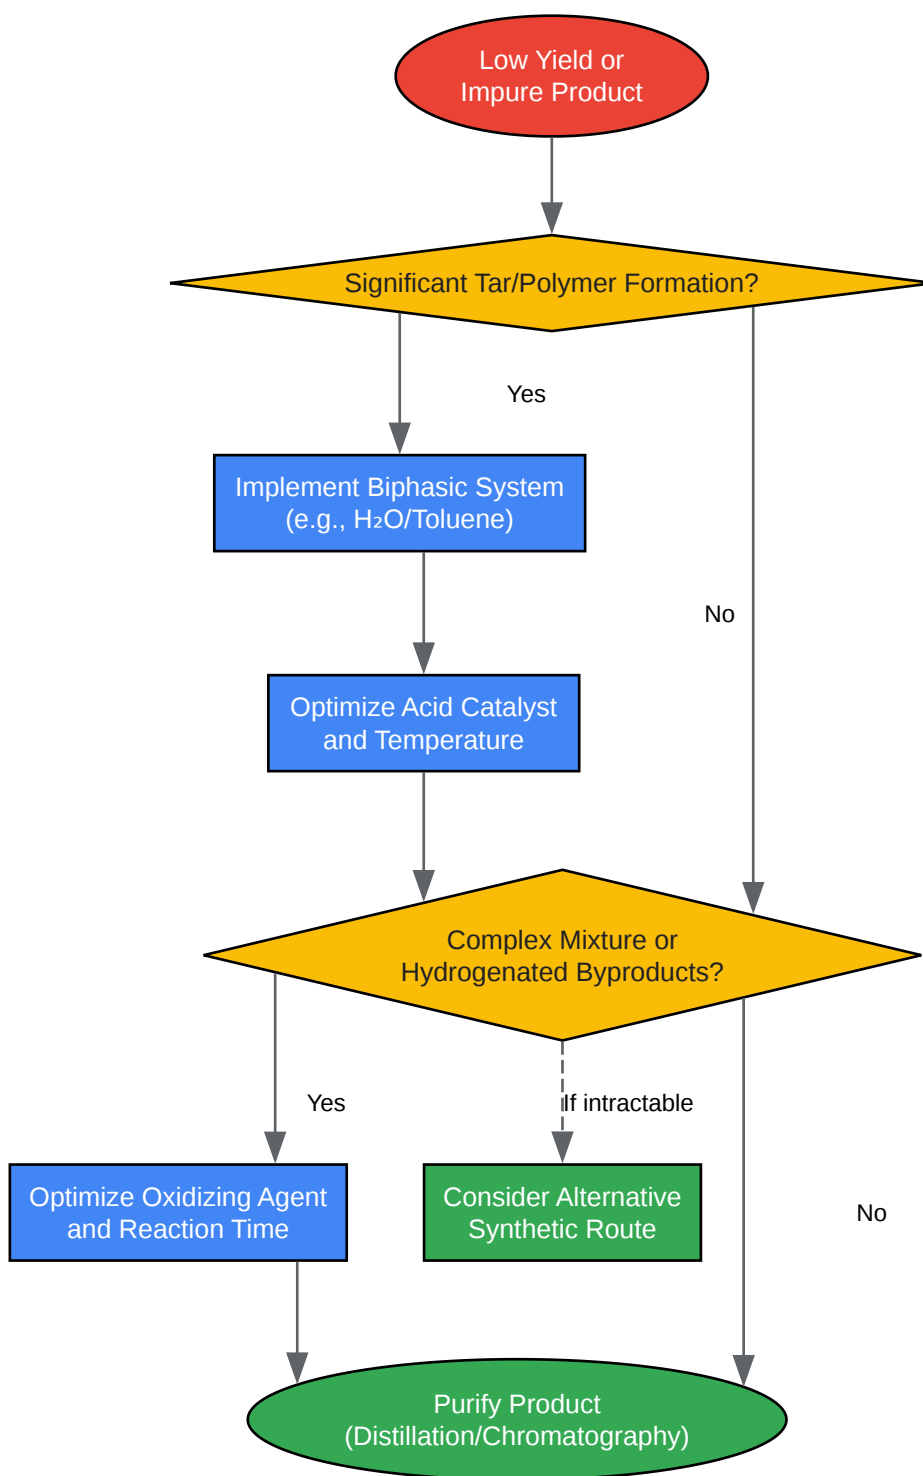 Low Yield or
Impure Product
Significant Tar/Polymer Formation?
Yes
Implement Biphasic System
(e.g., H₂O/Toluene)
No
Optimize Acid Catalyst
and Temperature
Complex Mixture or
Hydrogenated Byproducts?
Yes
If intractable
Optimize Oxidizing Agent
and Reaction Time
Consider Alternative
Synthetic Route
No
Purify Product
(Distillation/Chromatography)